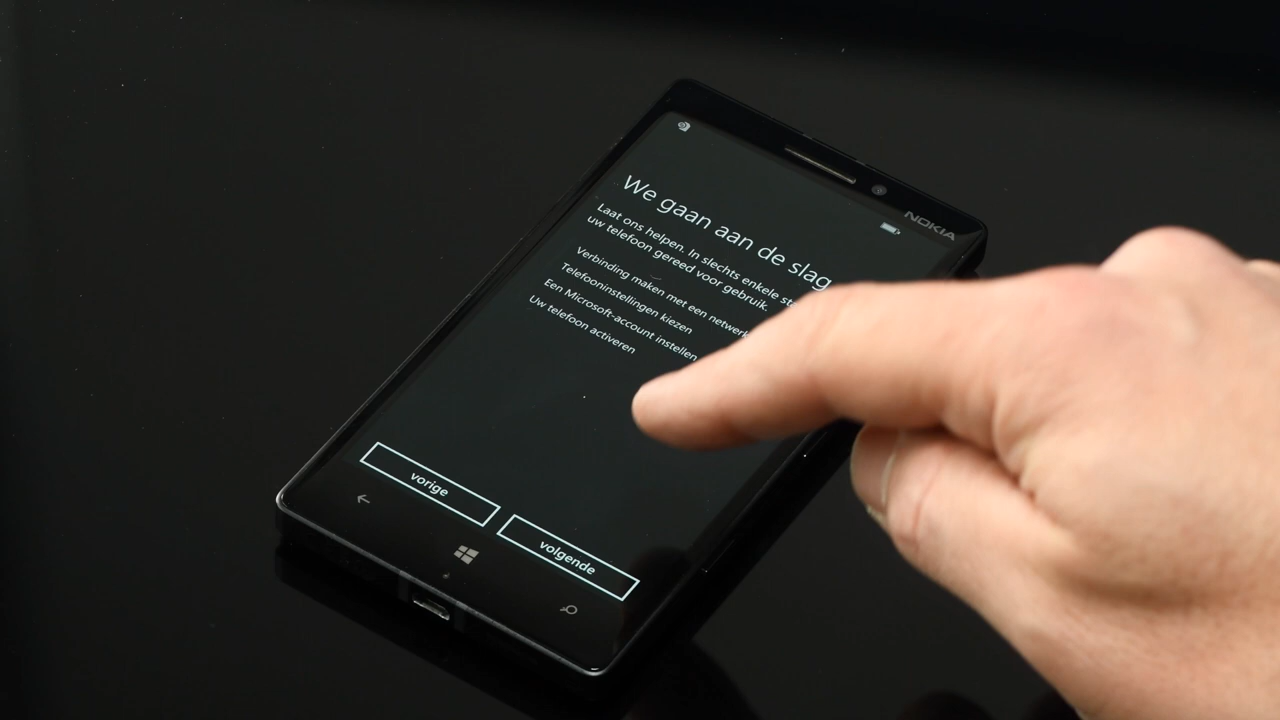 NOKIA
We gaan aan de slag
Laat ons helpen. In slechts enkele
uw telefoon gereed voor gebruik.
Verbinding maken met een netwerk
Telefooninstellingen kiezen
Een Microsoft-account instellen
Uw telefoon activeren
vorige
volgende